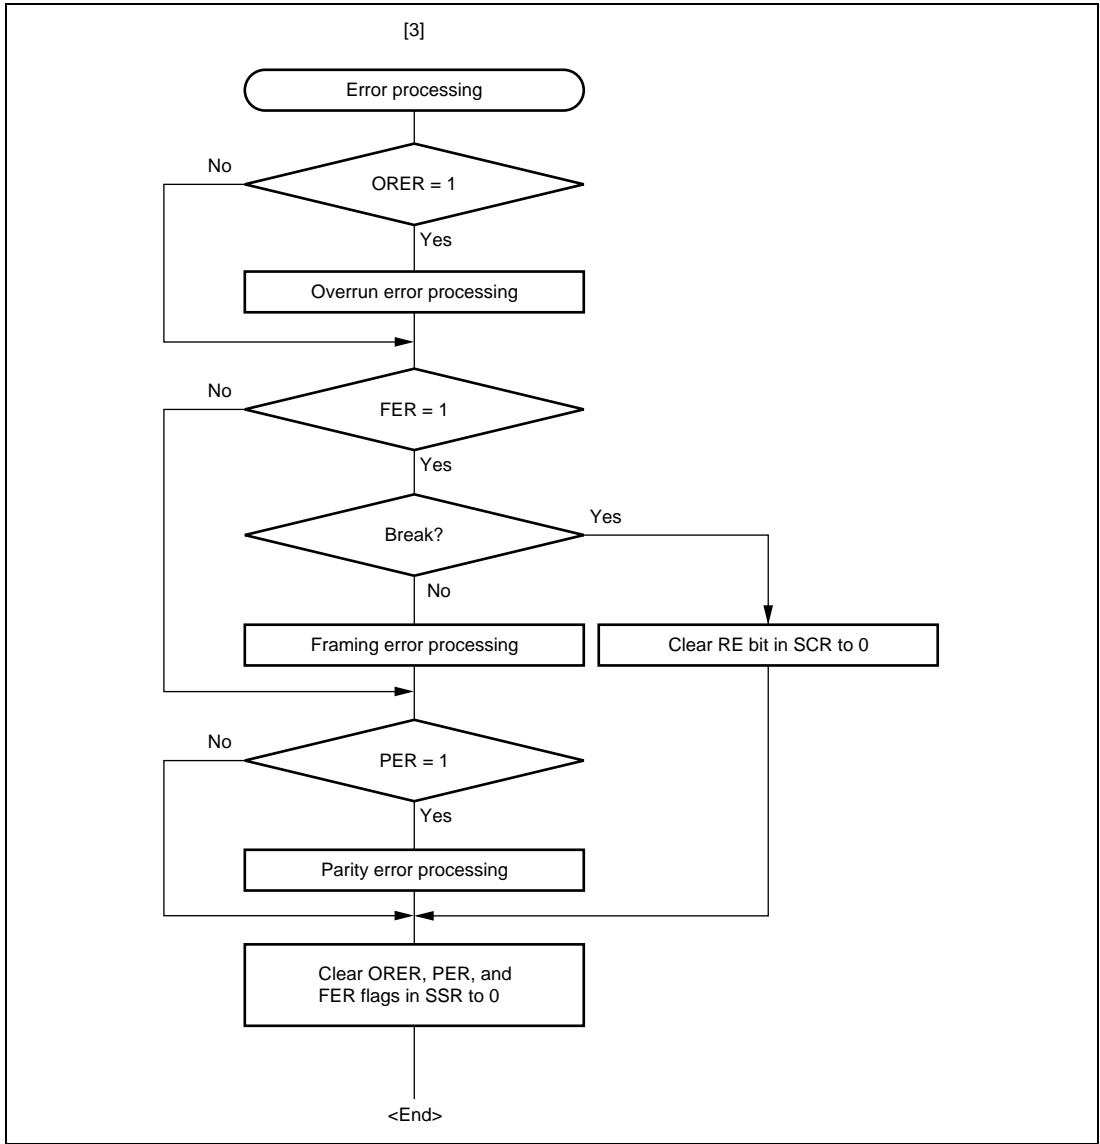 [3]
Error processing
No
ORER = 1
Yes
Overrun error processing
No
FER = 1
Yes
Break?
Yes
No
Framing error processing
Clear RE bit in SCR to 0
No
PER = 1
Yes
Parity error processing
Clear ORER, PER, and
FER flags in SSR to 0
<End>